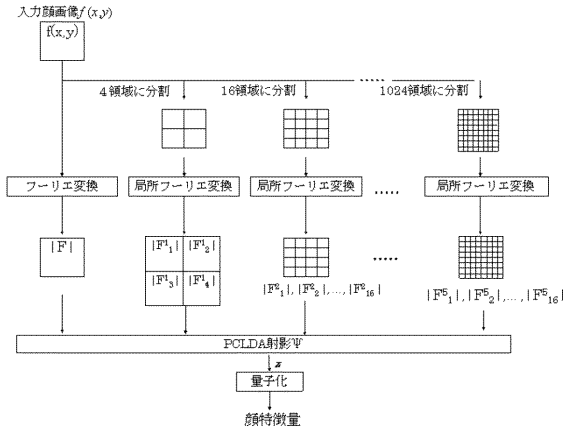 入力顔画像f(x,y)
f(x,y)
4領域に分割 16領域に分割 ..... 1024領域に分割
フーリエ変換 局所フーリエ変換 局所フーリエ変換 ..... 局所フーリエ変換
|F| |F¹₁| |F¹₂|
|F¹₃| |F¹₄| .....
|F²₁|,|F²₂|,...,|F²₁₆| |F⁵₁|,|F⁵₂|,...,|F⁵₁₆|
PCLDA射影Ψ
z
量子化
顔特徴量